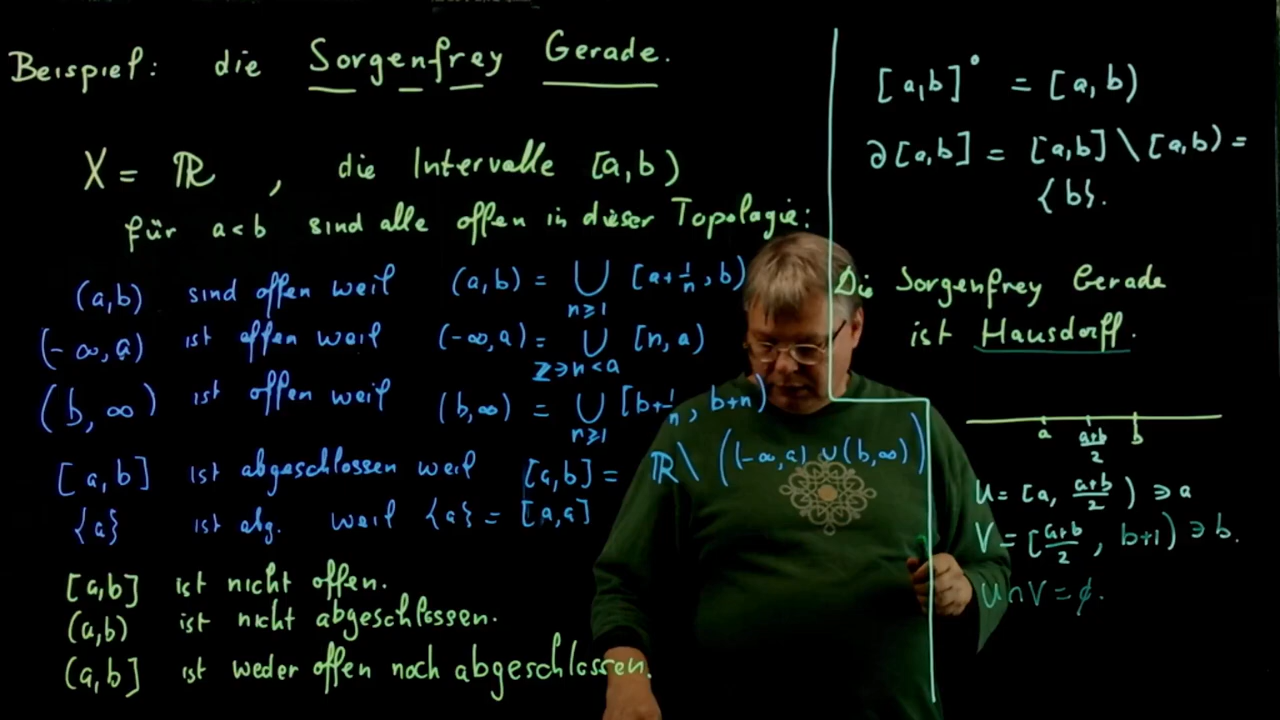 Beispiel: die Sorgenfrey Gerade.
X = ℝ , die Intervalle [a,b)
für a<b sind alle offen in dieser Topologie:
(a,b) sind offen weil (a,b) = ⋃ n≥1 [a+1/n, b)
(-∞,a) ist offen weil (-∞,a) = ⋃ ℤ∋n<a [n,a)
(b,∞) ist offen weil (b,∞) = ⋃ n≥1 [b+1/n, b+n)
[a,b] ist abgeschlossen weil [a,b] = ℝ\((-∞,a) ∪ (b,∞))
{a} ist abg. weil {a} = [a,a]
[a,b] ist nicht offen.
(a,b) ist nicht abgeschlossen.
(a,b] ist weder offen noch abgeschlossen.
[a,b]° = [a,b)
∂[a,b] = [a,b] \ [a,b) =
{b}.
Die Sorgenfrey Gerade
ist Hausdorff.
a a+b/2 b
U = [a, a+b/2) ∋ a
V = [a+b/2, b+1) ∋ b.
U∩V = ∅.